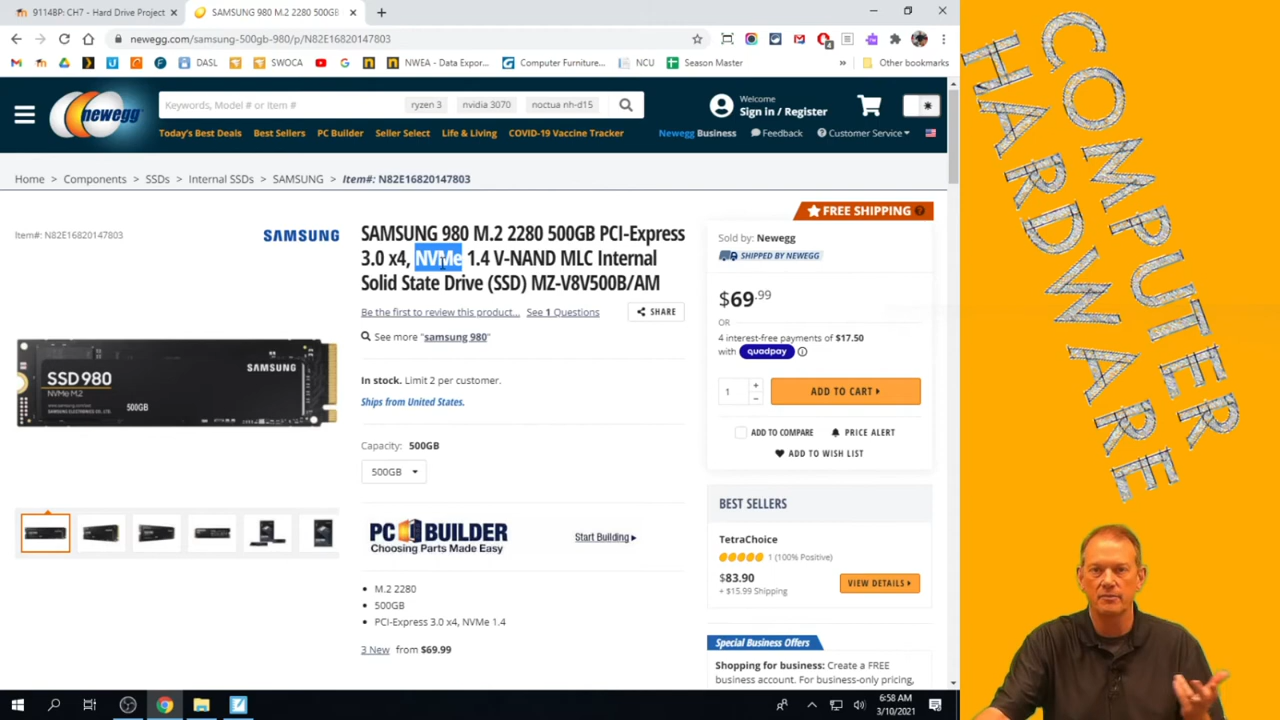 9114BP: CH7 - Hard Drive Project
SAMSUNG 980 M.2 2280 500GB
newegg.com/samsung-500gb-980/p/N82E16820147803
DASL
SWOCA
NWEA - Data Expor...
Computer Furniture...
NCU
Season Master
Other bookmarks
newegg
Keywords, Model # or Item #
ryzen 3
nvidia 3070
noctua nh-d15
Welcome
Sign in / Register
Today's Best Deals
Best Sellers
PC Builder
Seller Select
Life & Living
COVID-19 Vaccine Tracker
Newegg Business
Feedback
Customer Service
Home > Components > SSDs > Internal SSDs > SAMSUNG > Item#: N82E16820147803
FREE SHIPPING
Item#: N82E16820147803
SAMSUNG
SAMSUNG 980 M.2 2280 500GB PCI-Express
3.0 x4, NVMe 1.4 V-NAND MLC Internal
Solid State Drive (SSD) MZ-V8V500B/AM
Be the first to review this product...
See 1 Questions
SHARE
See more "samsung 980"
In stock. Limit 2 per customer.
Ships from United States.
Capacity: 500GB
500GB
SAMSUNG
SSD 980
NVMe M.2
500GB
PC BUILDER
Choosing Parts Made Easy
Start Building
• M.2 2280
• 500GB
• PCI-Express 3.0 x4, NVMe 1.4
3 New from $69.99
Sold by: Newegg
SHIPPED BY NEWEGG
$69.99
OR
4 interest-free payments of $17.50
with quadpay
1
ADD TO CART
ADD TO COMPARE
PRICE ALERT
ADD TO WISH LIST
BEST SELLERS
TetraChoice
1 (100% Positive)
$83.90
+ $15.99 Shipping
VIEW DETAILS
Special Business Offers
Shopping for business: Create a FREE
business account. For business-only pricing,
6:58 AM
3/10/2021
COMPUTER
HARDWARE